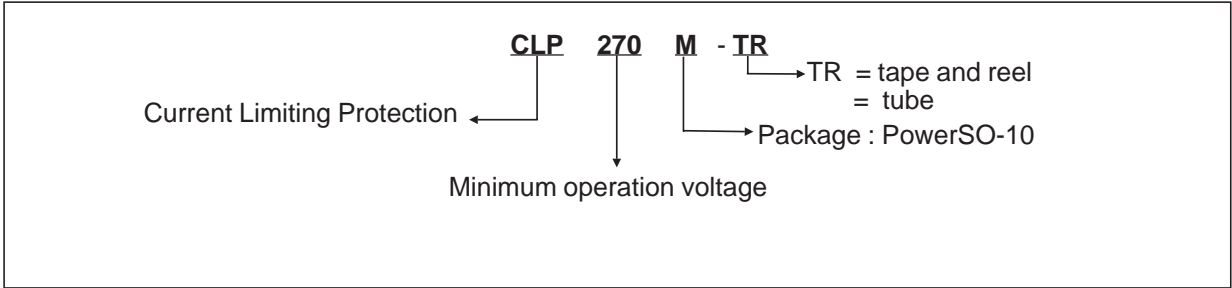 CLP 270 M - TR
TR = tape and reel
= tube
Current Limiting Protection
Package : PowerSO-10
Minimum operation voltage